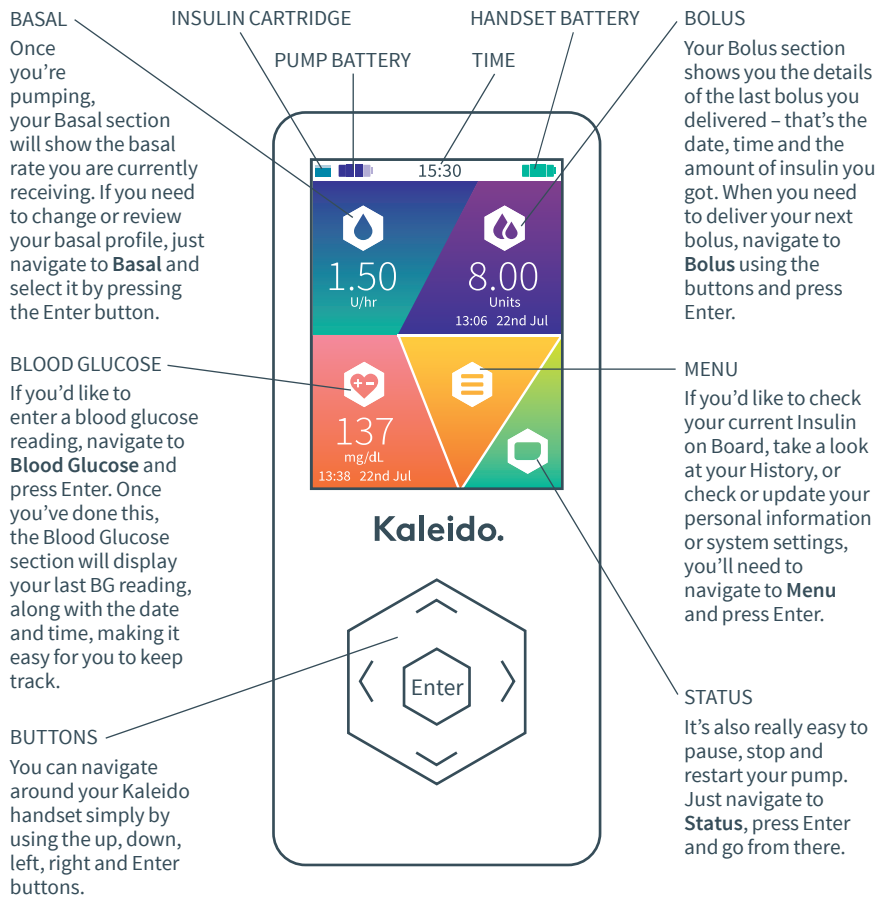 BASAL
Once
you’re
pumping,
your Basal section
will show the basal
rate you are currently
receiving. If you need
to change or review
your basal profile, just
navigate to Basal and
select it by pressing
the Enter button.
INSULIN CARTRIDGE
PUMP BATTERY
TIME
HANDSET BATTERY
BOLUS
Your Bolus section
shows you the details
of the last bolus you
delivered – that’s the
date, time and the
amount of insulin you
got. When you need
to deliver your next
bolus, navigate to
Bolus using the
buttons and press
Enter.
15:30
1.50
U/hr
8.00
Units
13:06 22nd Jul
137
mg/dL
13:38 22nd Jul
Kaleido.
Enter
BLOOD GLUCOSE
If you’d like to
enter a blood glucose
reading, navigate to
Blood Glucose and
press Enter. Once
you’ve done this,
the Blood Glucose
section will display
your last BG reading,
along with the date
and time, making it
easy for you to keep
track.
MENU
If you’d like to check
your current Insulin
on Board, take a look
at your History, or
check or update your
personal information
or system settings,
you’ll need to
navigate to Menu
and press Enter.
BUTTONS
You can navigate
around your Kaleido
handset simply by
using the up, down,
left, right and Enter
buttons.
STATUS
It’s also really easy to
pause, stop and
restart your pump.
Just navigate to
Status, press Enter
and go from there.